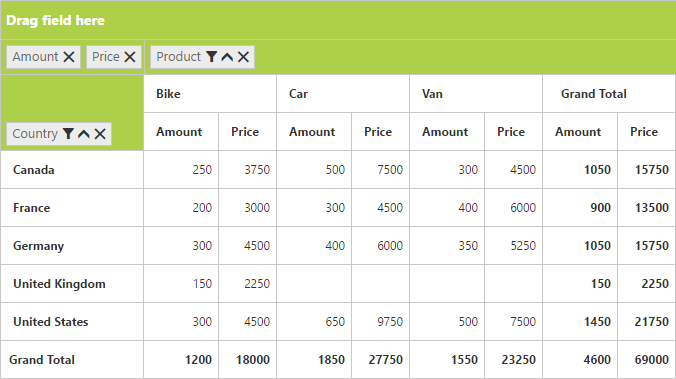 Drag field here
Amount Price Product
Bike Car Van Grand Total
Country Amount Price Amount Price Amount Price Amount Price
Canada 250 3750 500 7500 300 4500 1050 15750
France 200 3000 300 4500 400 6000 900 13500
Germany 300 4500 400 6000 350 5250 1050 15750
United Kingdom 150 2250 150 2250
United States 300 4500 650 9750 500 7500 1450 21750
Grand Total 1200 18000 1850 27750 1550 23250 4600 69000